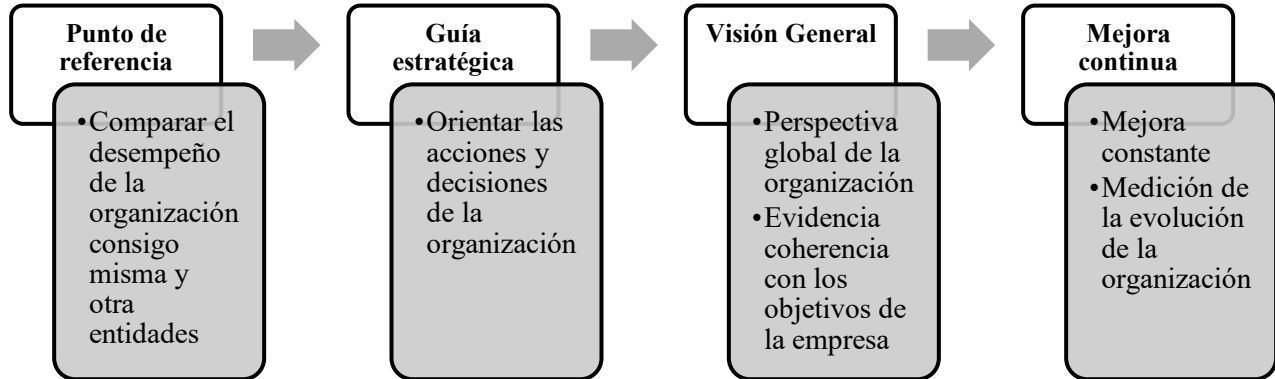 Punto de
referencia
•Comparar el
desempeño
de la
organización
consigo
misma y
otra
entidades
Guía
estratégica
•Orientar las
acciones y
decisiones
de la
organización
Visión General
•Perspectiva
global de la
organización
•Evidencia
coherencia
con los
objetivos de
la empresa
Mejora
continua
•Mejora
constante
•Medición de
la evolución
de la
organización